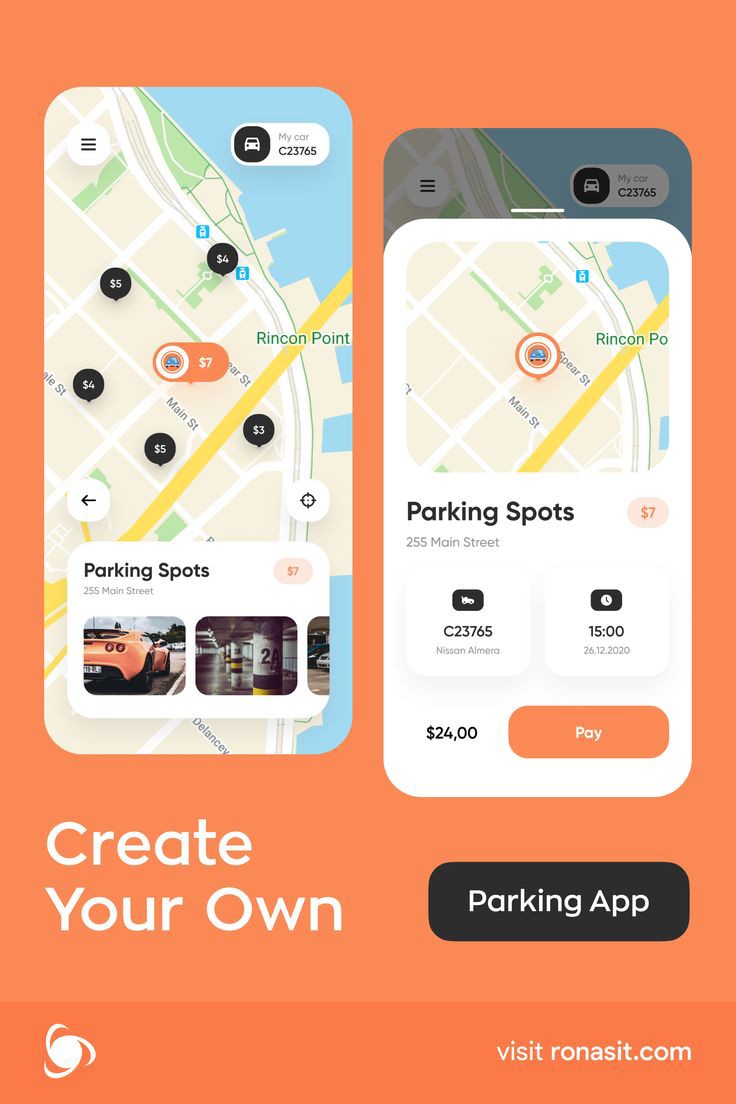 My car
C23765
$4
$5
Rincon Point
$7
Spear St
$4
Main St
$3
$5
Parking Spots
$7
255 Main Street
2A
Delancey
My car
C23765
Rincon Po
Spear St
Main St
Parking Spots
$7
255 Main Street
C23765
15:00
Nissan Almera
26.12.2020
$24,00
Pay
Create
Your Own
Parking App
visit ronasit.com